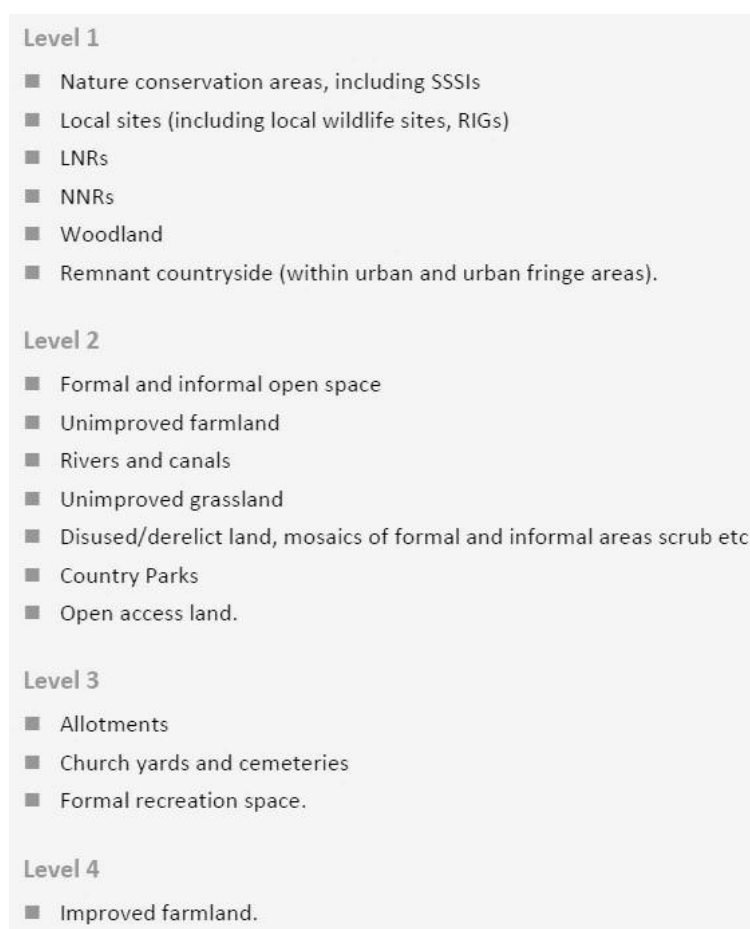 Level 1
Nature conservation areas, including SSSIs
Local sites (including local wildlife sites, RIGs)
LNRs
NNRs
Woodland
Remnant countryside (within urban and urban fringe areas).
Level 2
Formal and informal open space
Unimproved farmland
Rivers and canals
Unimproved grassland
Disused/derelict land, mosaics of formal and informal areas scrub etc
Country Parks
Open access land.
Level 3
Allotments
Church yards and cemeteries
Formal recreation space.
Level 4
Improved farmland.